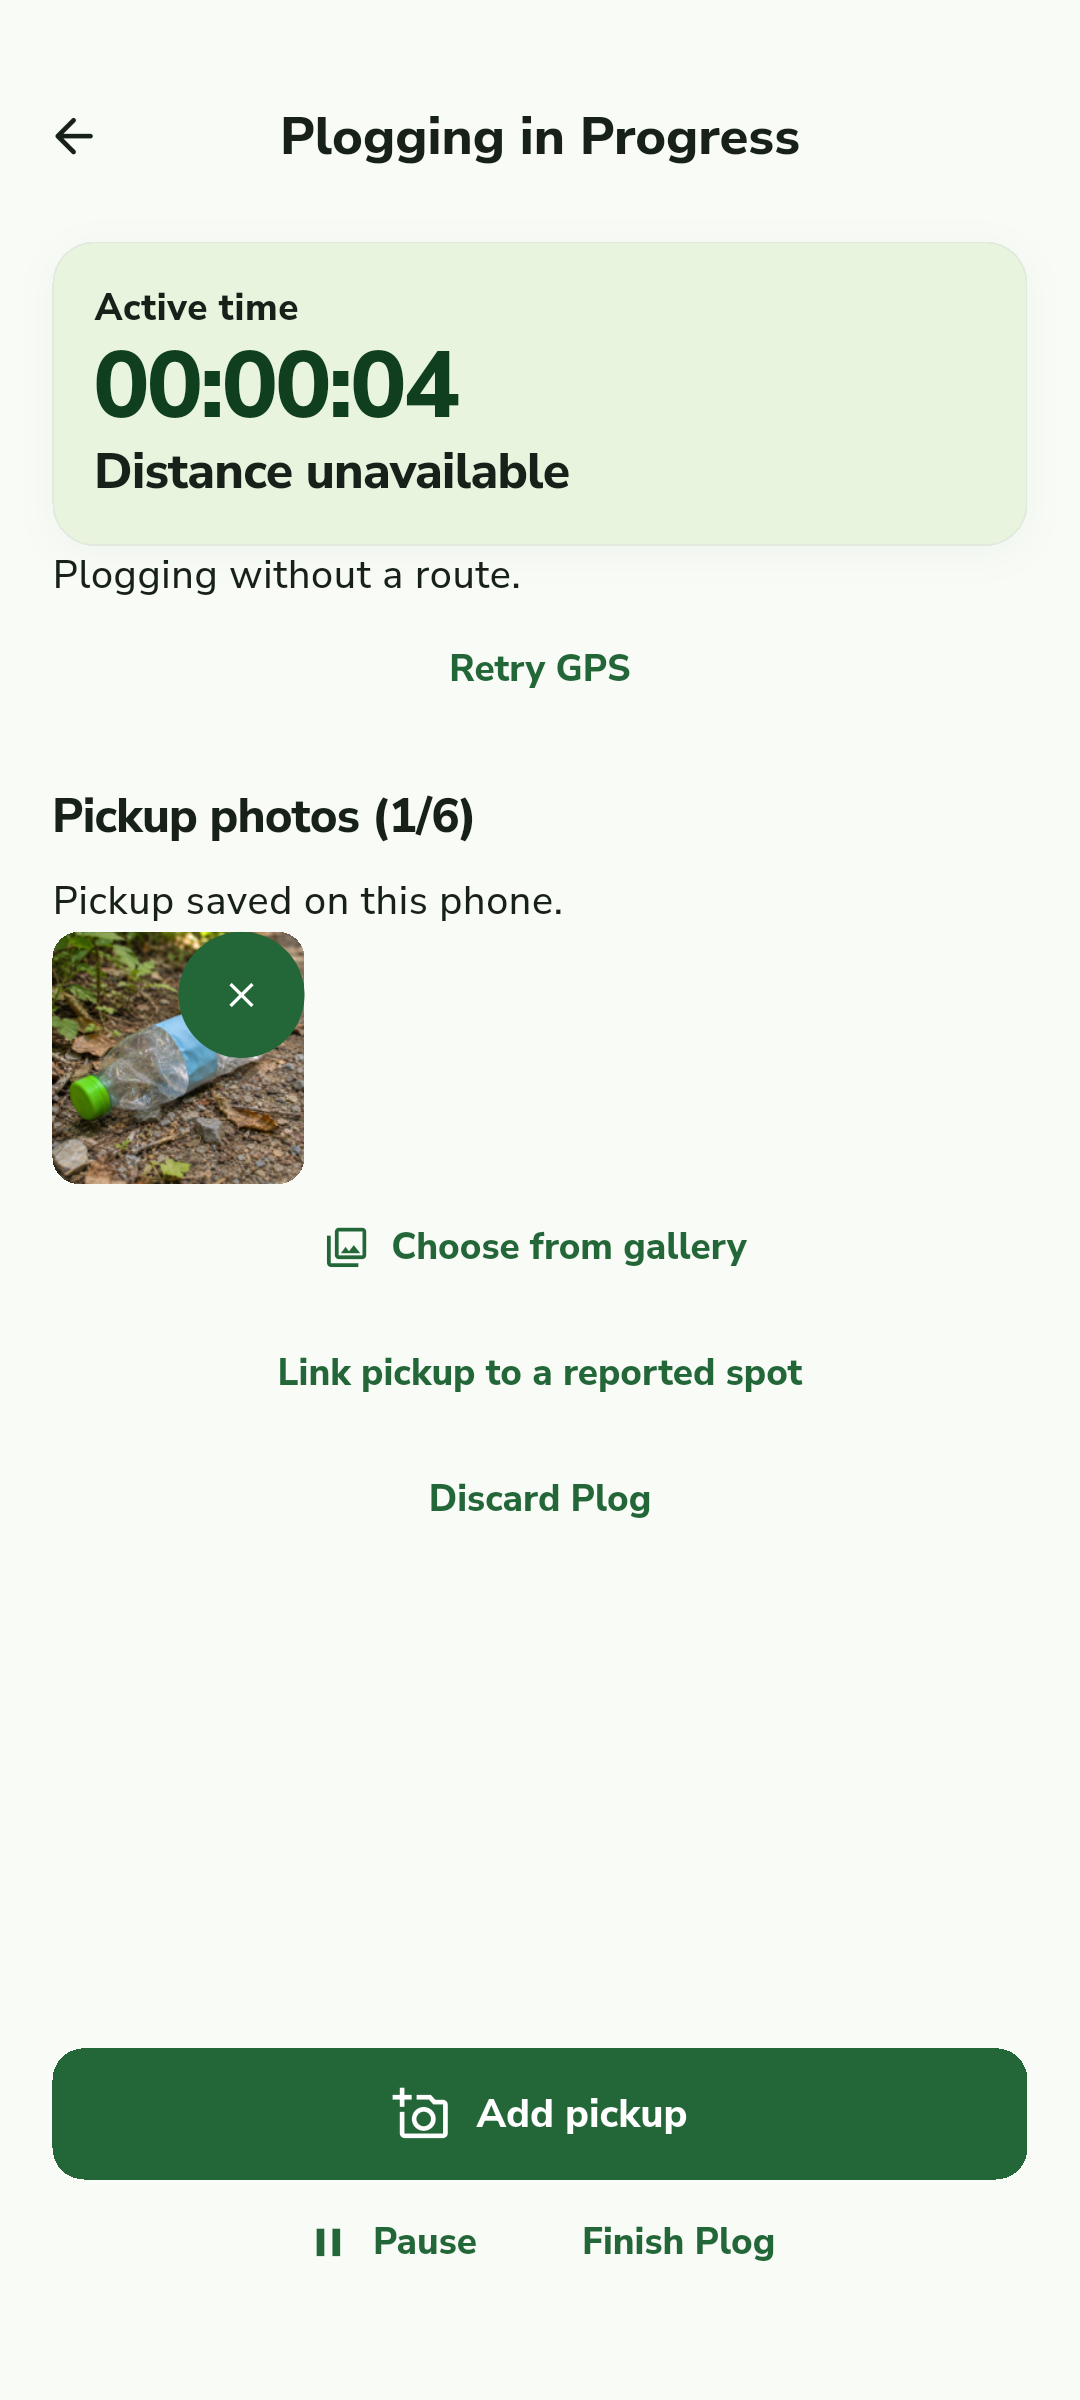 Plogging in Progress
Active time
00:00:04
Distance unavailable
Plogging without a route.
Retry GPS
Pickup photos (1/6)
Pickup saved on this phone.
Choose from gallery
Link pickup to a reported spot
Discard Plog
Add pickup
Pause
Finish Plog